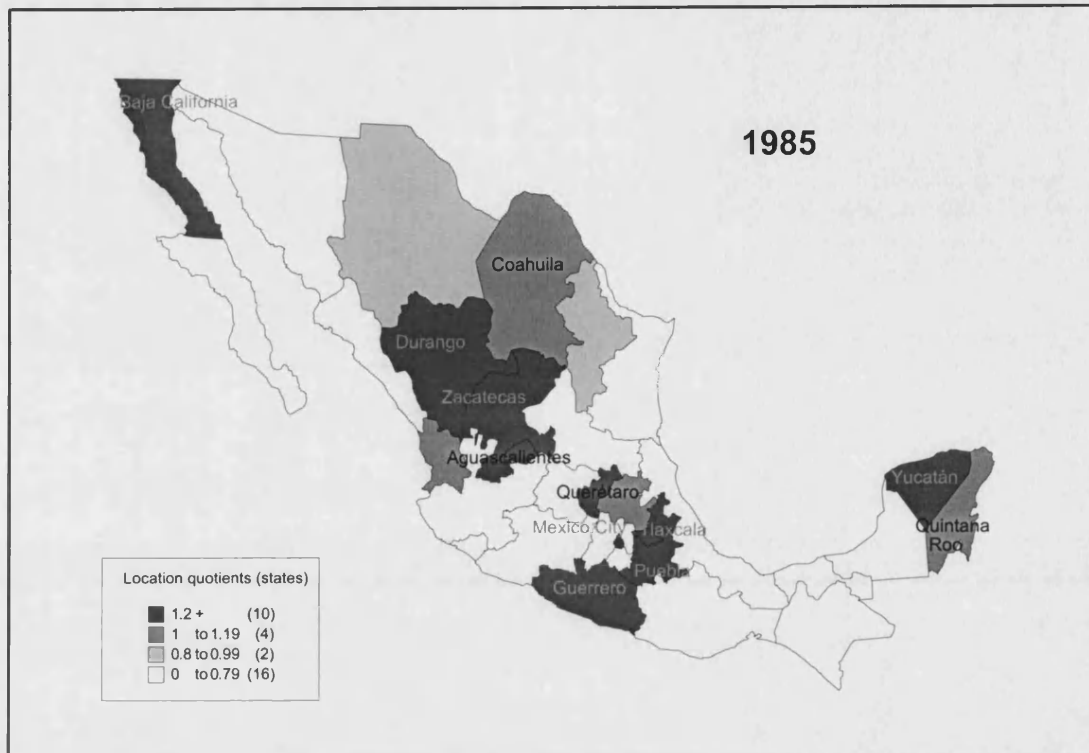 Baja California
1985
Coahuila
Durango
Zacatecas
Aguascalientes
Yucatán
Querétaro
Mexico City
Tlaxcala
Quintana
Roo
Puebla
Guerrero
Location quotients (states)
1.2 + (10)
1 to 1.19 (4)
0.8 to 0.99 (2)
0 to 0.79 (16)